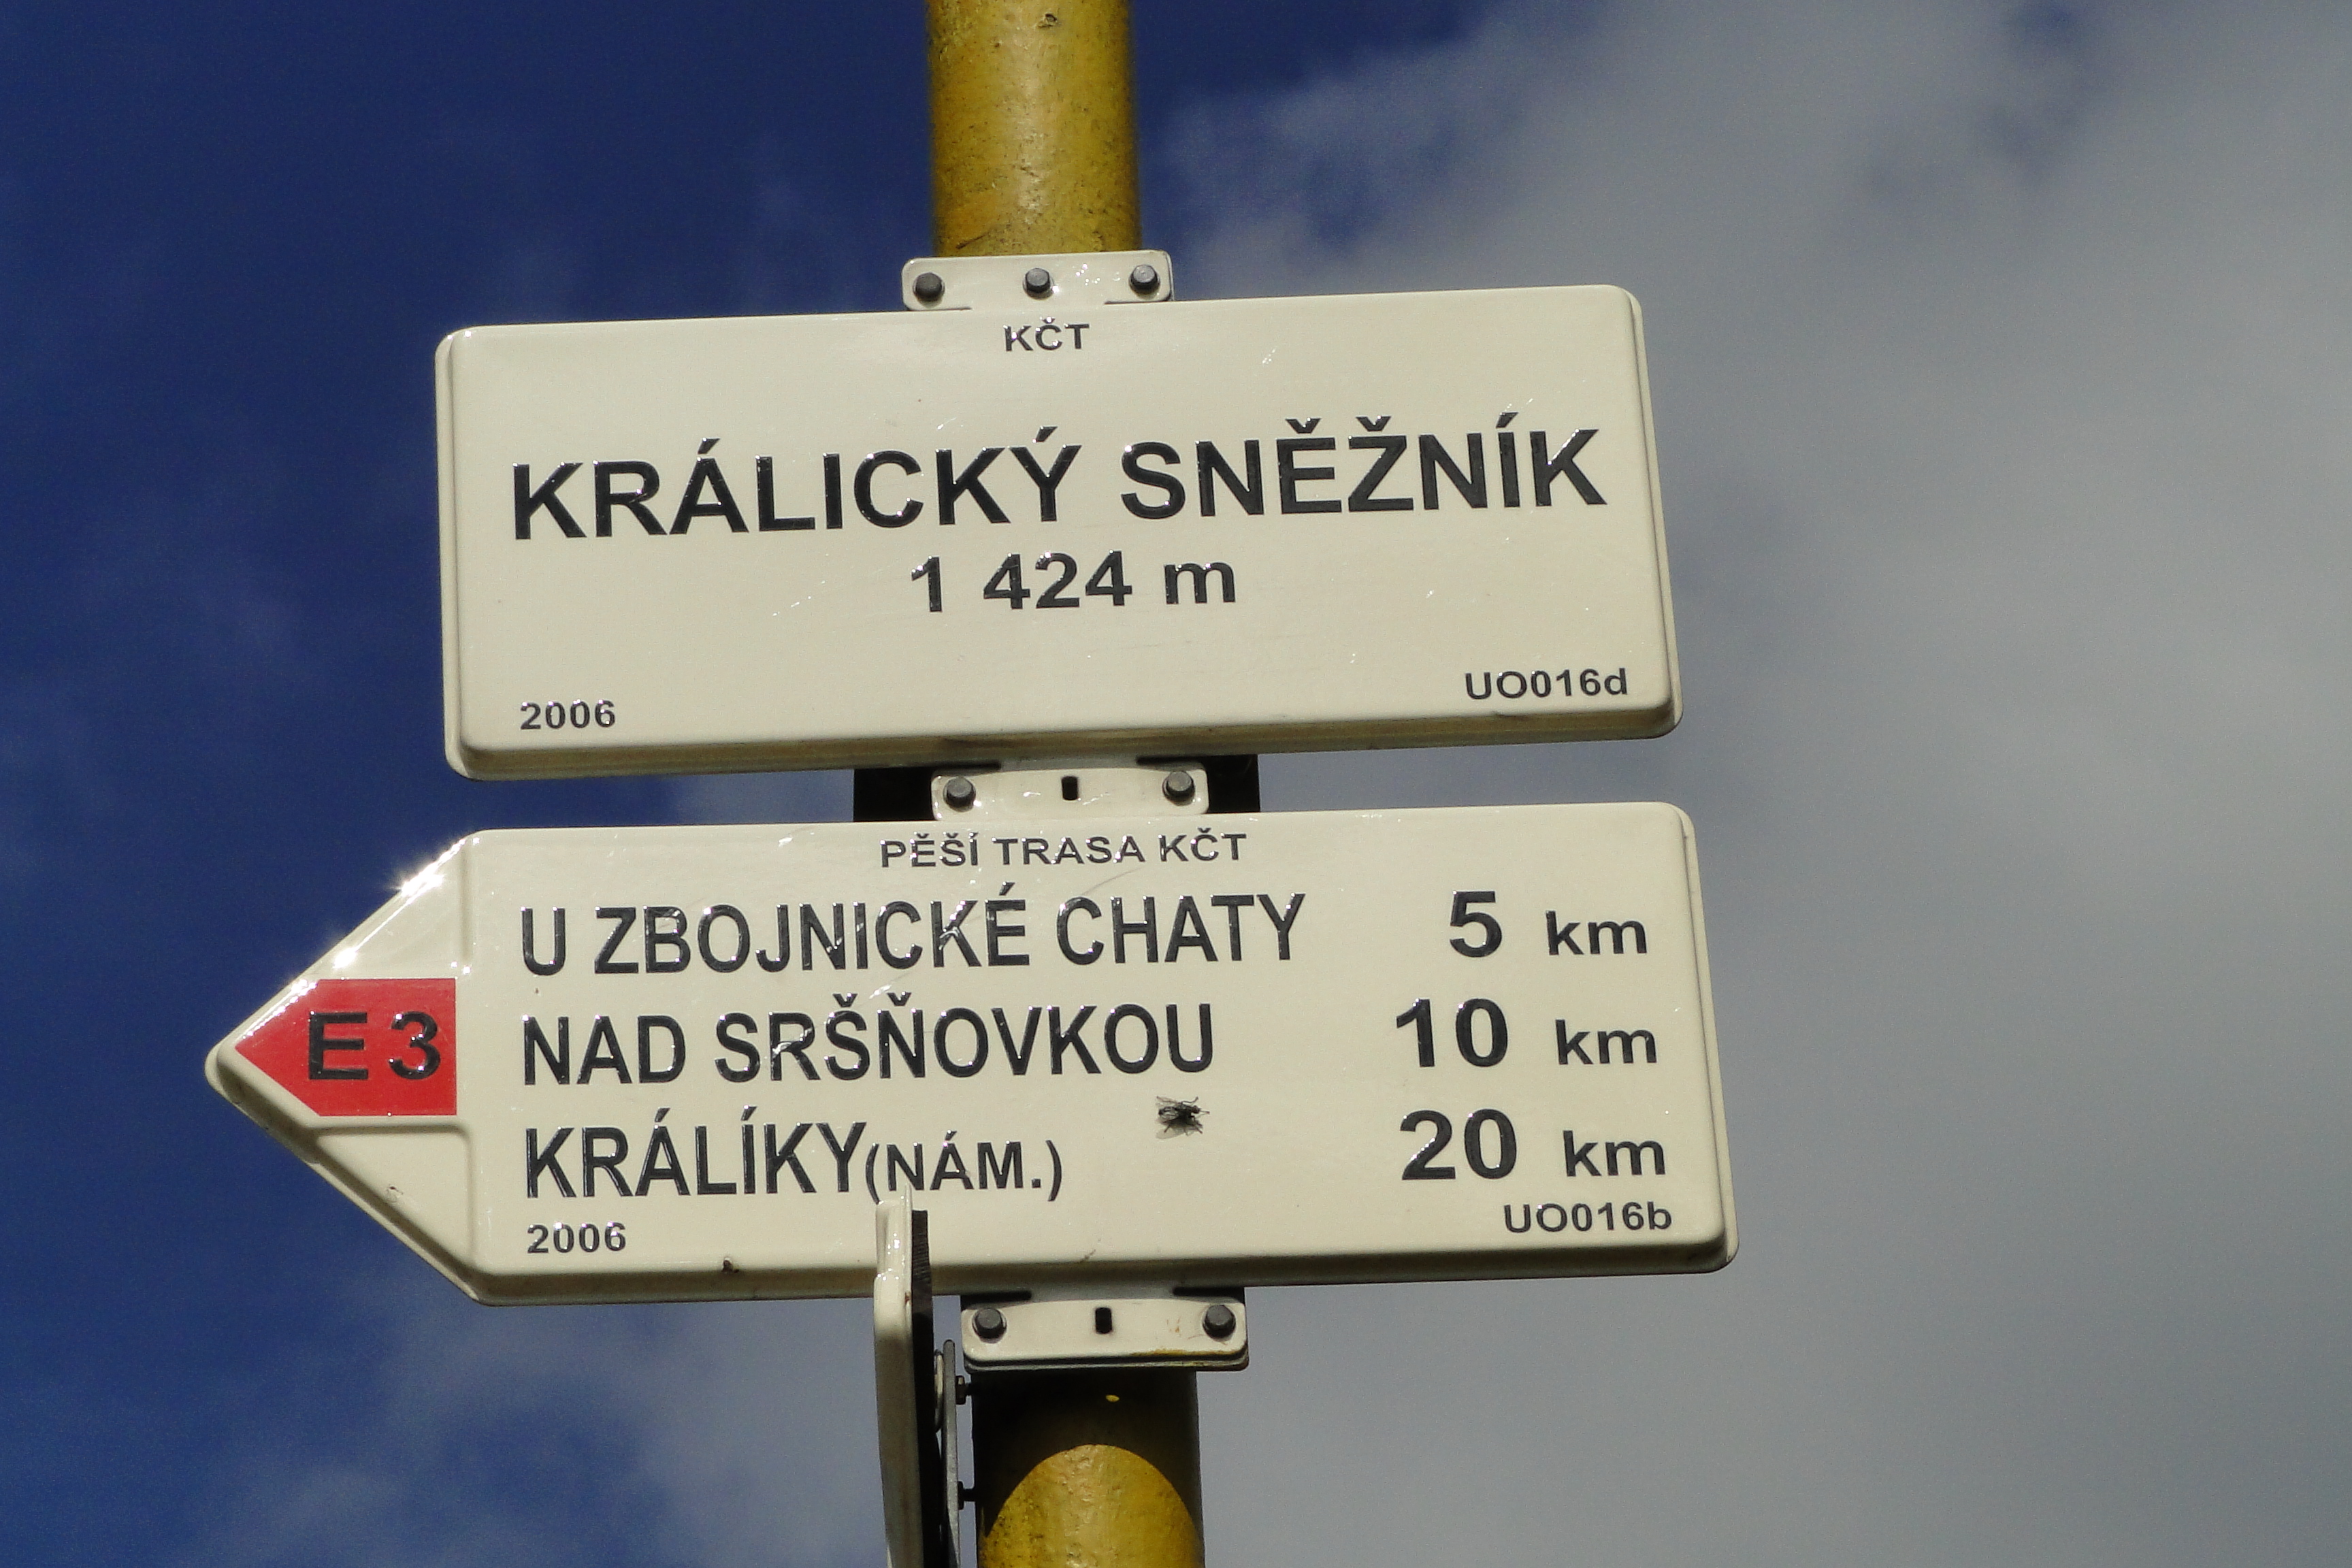 KČT
KRÁLICKÝ SNĚŽNÍK
1 424 m
2006 UO016d
PĚŠÍ TRASA KČT
U ZBOJNICKÉ CHATY 5 km
E3 NAD SRŠŇOVKOU 10 km
KRÁLÍKY(NÁM.) 20 km
2006 UO016b